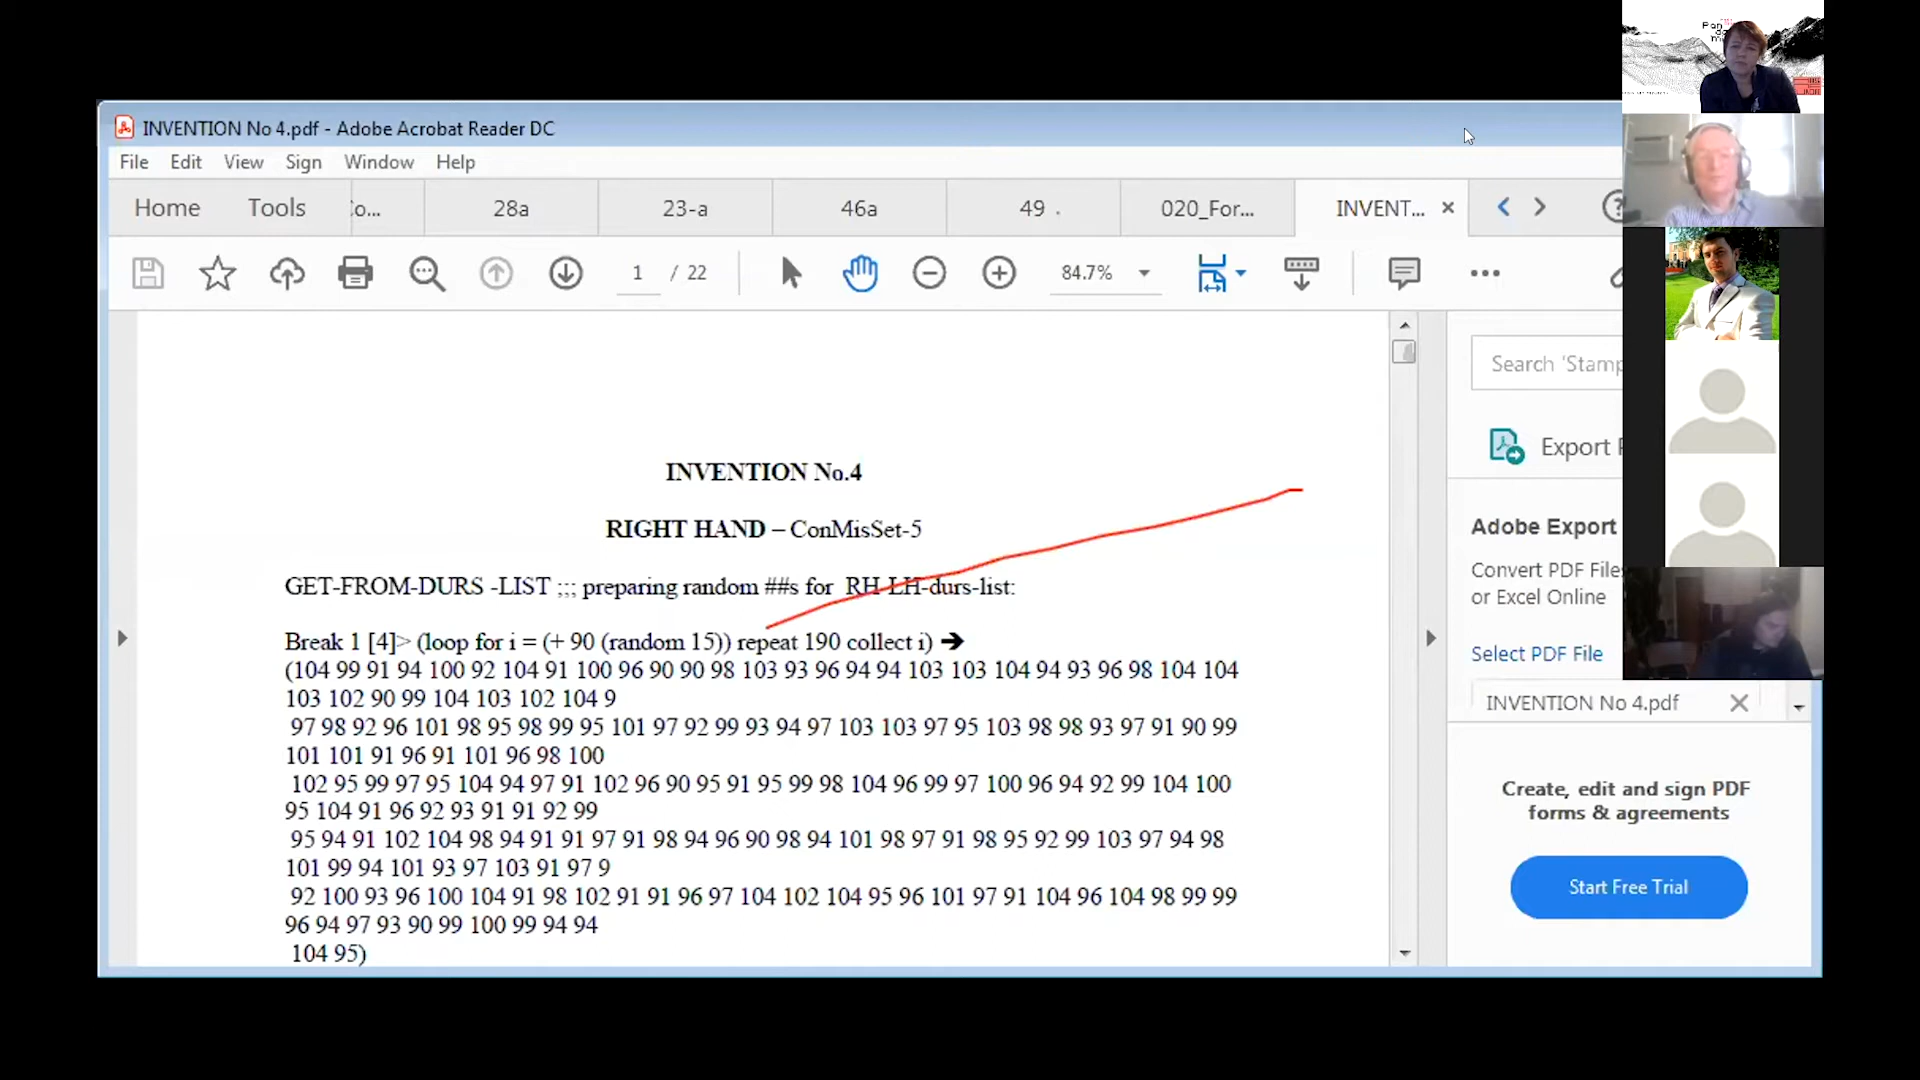 INVENTION No 4.pdf - Adobe Acrobat Reader DC
File Edit View Sign Window Help
Home Tools Co... 28a 23-a 46a 49 . 020_For... INVENT... ×
1 / 22 84.7%
INVENTION No.4
RIGHT HAND – ConMisSet-5
GET-FROM-DURS -LIST ;;; preparing random ##s for RH-LH-durs-list:
Break 1 [4]> (loop for i = (+ 90 (random 15)) repeat 190 collect i) ➔
(104 99 91 94 100 92 104 91 100 96 90 90 98 103 93 96 94 94 103 103 104 94 93 96 98 104 104
103 102 90 99 104 103 102 104 9
97 98 92 96 101 98 95 98 99 95 101 97 92 99 93 94 97 103 103 97 95 103 98 98 93 97 91 90 99
101 101 91 96 91 101 96 98 100
102 95 99 97 95 104 94 97 91 102 96 90 95 91 95 99 98 104 96 99 97 100 96 94 92 99 104 100
95 104 91 96 92 93 91 91 92 99
95 94 91 102 104 98 94 91 91 97 91 98 94 96 90 98 94 101 98 97 91 98 95 92 99 103 97 94 98
101 99 94 101 93 97 103 91 97 9
92 100 93 96 100 104 91 98 102 91 91 96 97 104 102 104 95 96 101 97 91 104 96 104 98 99 99
96 94 97 93 90 99 100 99 94 94
104 95)
Search 'Stamp
Export
Adobe Export
Convert PDF Files
or Excel Online
Select PDF File
INVENTION No 4.pdf
Create, edit and sign PDF
forms & agreements
Start Free Trial